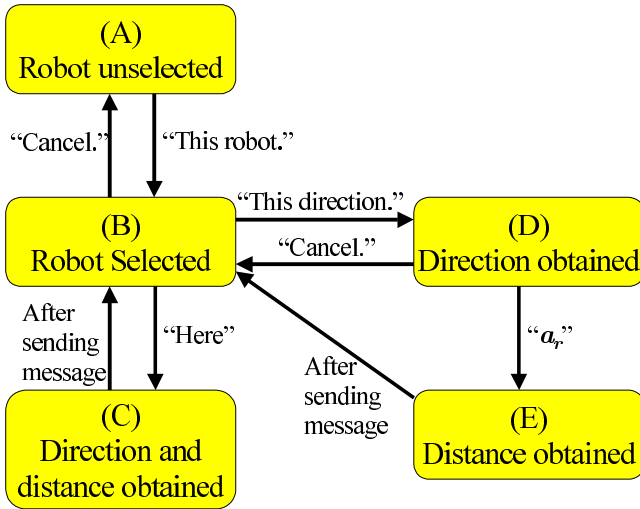 (A)
Robot unselected
“Cancel.”
“This robot.”
(B)
Robot Selected
“This direction.”
“Cancel.”
(D)
Direction obtained
After
sending
message
“Here”
After
sending
message
“aᵣ”
(C)
Direction and
distance obtained
(E)
Distance obtained